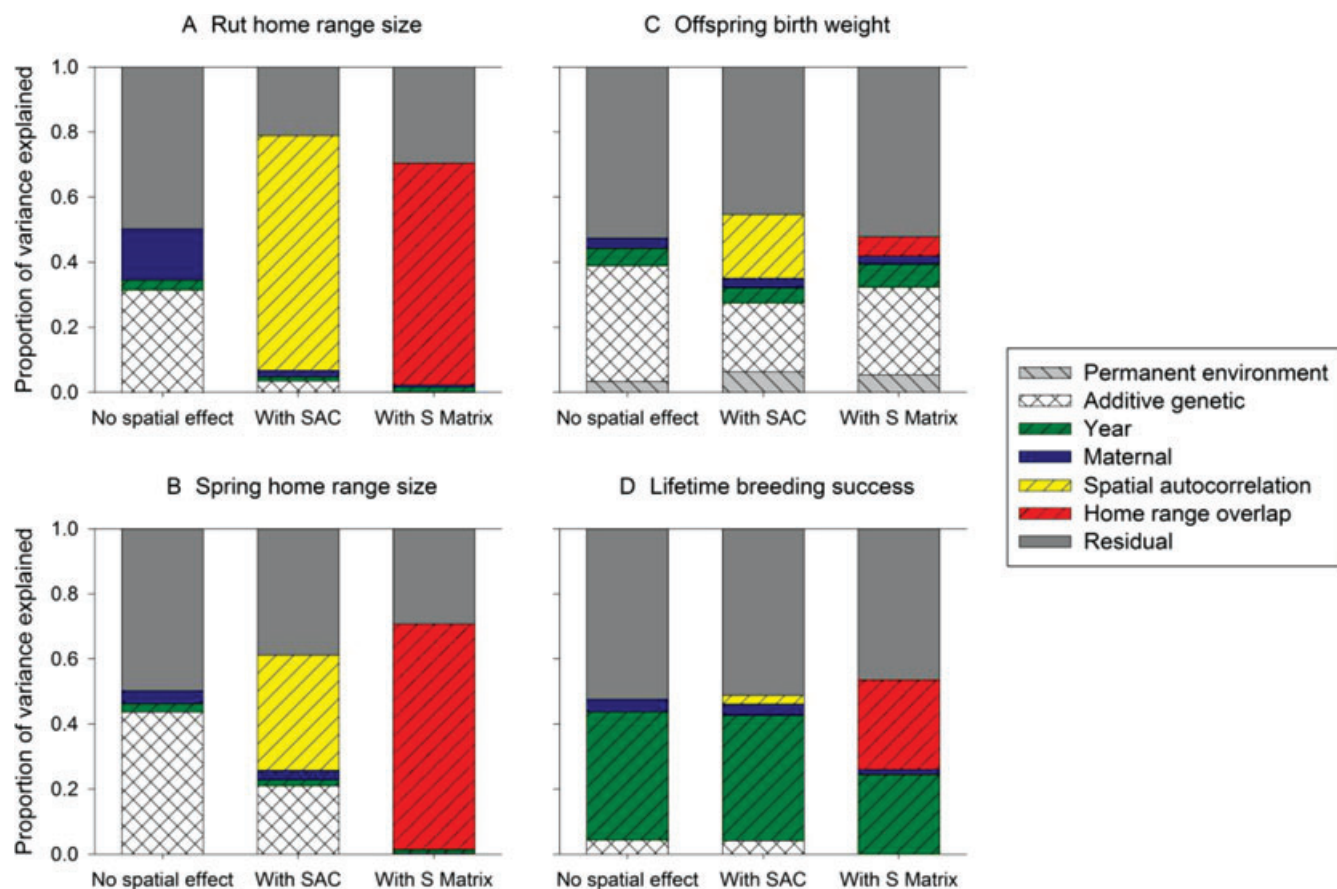 A Rut home range size
Proportion of variance explained
1.0
0.8
0.6
0.4
0.2
0.0
No spatial effect With SAC With S Matrix
C Offspring birth weight
No spatial effect With SAC With S Matrix
B Spring home range size
Proportion of variance explained
1.0
0.8
0.6
0.4
0.2
0.0
No spatial effect With SAC With S Matrix
D Lifetime breeding success
No spatial effect With SAC With S Matrix
Permanent environment
Additive genetic
Year
Maternal
Spatial autocorrelation
Home range overlap
Residual